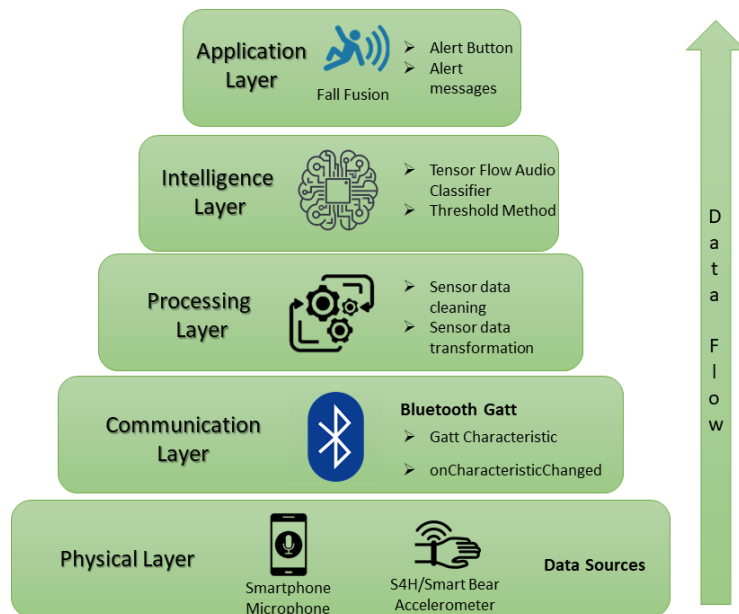 Application
Layer
Fall Fusion
➢ Alert Button
➢ Alert
messages
Intelligence
Layer
➢ Tensor Flow Audio
Classifier
➢ Threshold Method
Processing
Layer
➢ Sensor data
cleaning
➢ Sensor data
transformation
Communication
Layer
Bluetooth Gatt
➢ Gatt Characteristic
➢ onCharacteristicChanged
Physical Layer
Smartphone
Microphone
S4H/Smart Bear
Accelerometer
Data Sources
Data Flow